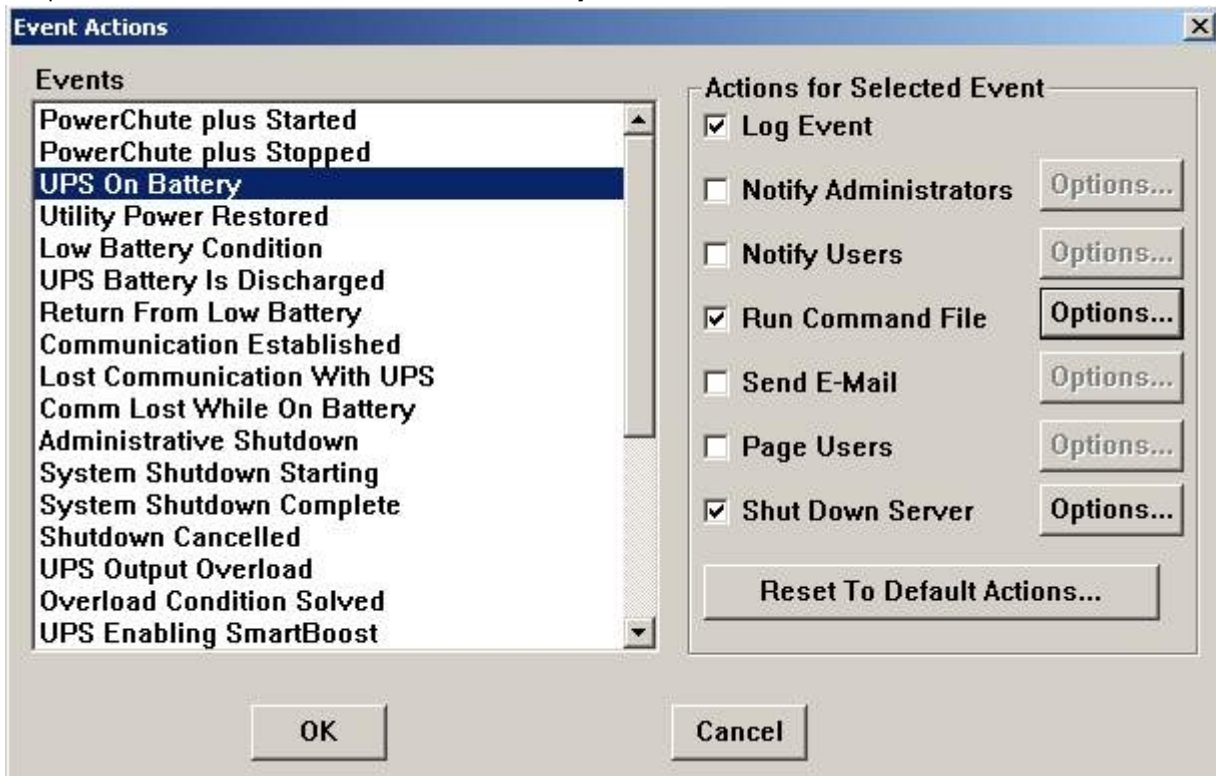 Event Actions
Events
PowerChute plus Started
PowerChute plus Stopped
UPS On Battery
Utility Power Restored
Low Battery Condition
UPS Battery Is Discharged
Return From Low Battery
Communication Established
Lost Communication With UPS
Comm Lost While On Battery
Administrative Shutdown
System Shutdown Starting
System Shutdown Complete
Shutdown Cancelled
UPS Output Overload
Overload Condition Solved
UPS Enabling SmartBoost
Actions for Selected Event
Log Event
Notify Administrators Options...
Notify Users Options...
Run Command File Options...
Send E-Mail Options...
Page Users Options...
Shut Down Server Options...
Reset To Default Actions...
OK Cancel